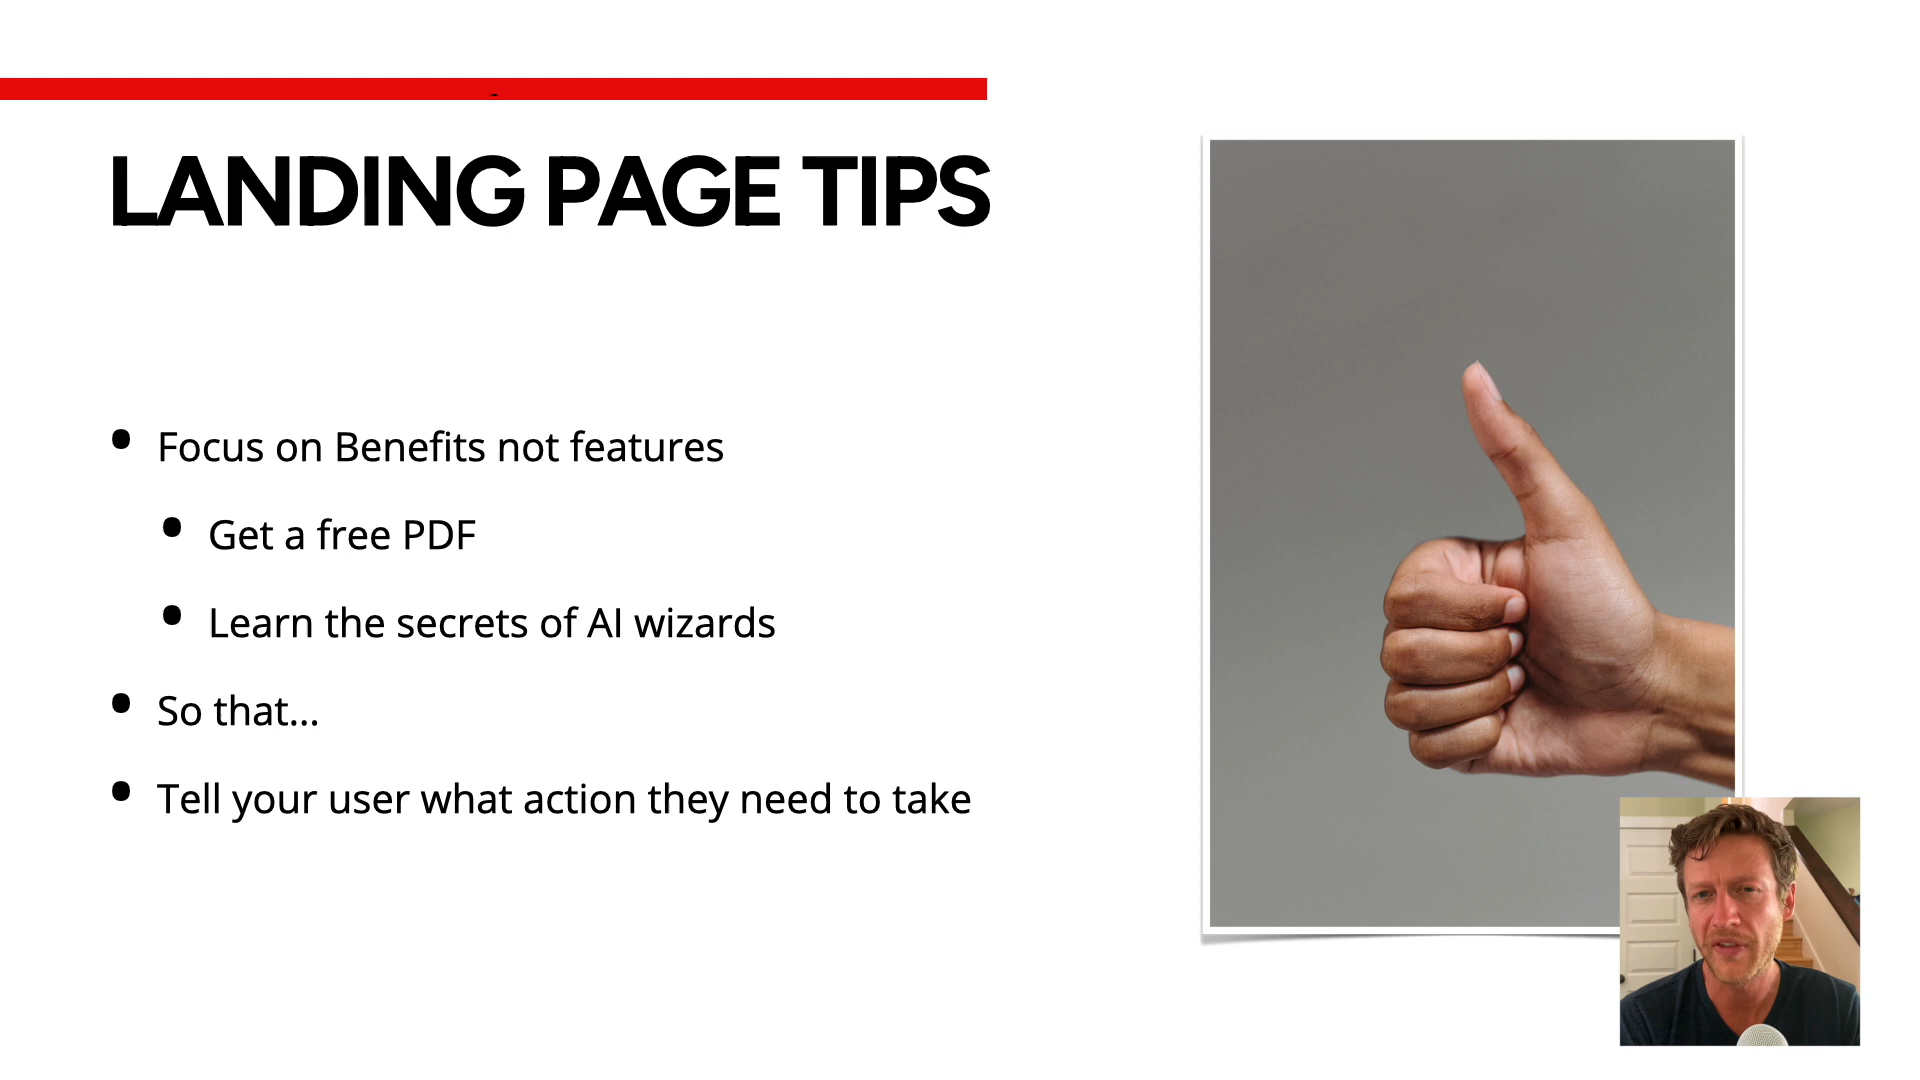 LANDING PAGE TIPS
• Focus on Benefits not features
• Get a free PDF
• Learn the secrets of AI wizards
• So that...
• Tell your user what action they need to take